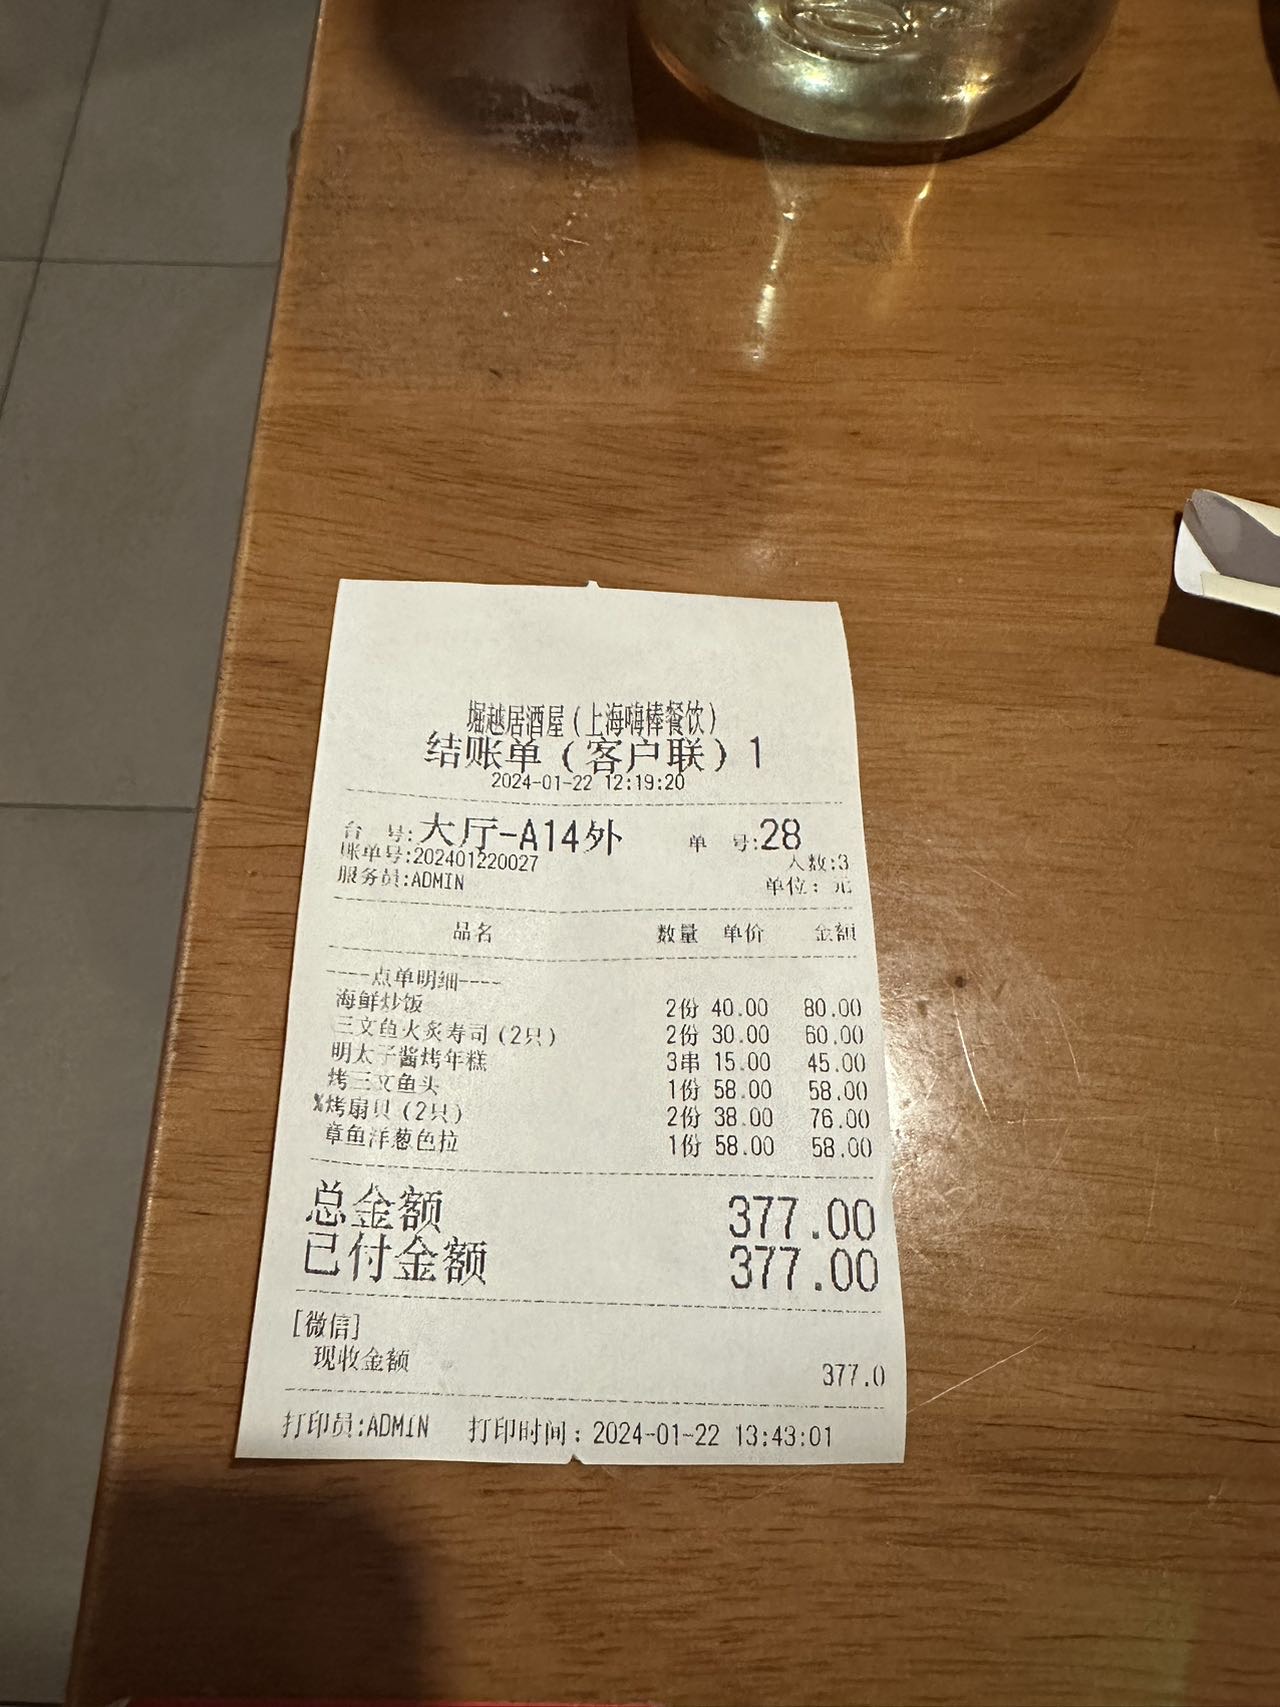 堀越居酒屋（上海嗨棒餐饮）
结账单（客户联）1
2024-01-22 12:19:20
台 号:大厅-A14外 单 号:28
账单号:202401220027 人数:3
服务员:ADMIN 单位：元
品名 数量 单价 金额
----点单明细----
海鲜炒饭 2份 40.00 80.00
三文鱼火炙寿司（2只） 2份 30.00 60.00
明太子酱烤年糕 3串 15.00 45.00
烤三文鱼头 1份 58.00 58.00
%烤扇贝（2只） 2份 38.00 76.00
章鱼洋葱色拉 1份 58.00 58.00
总金额 377.00
已付金额 377.00
[微信]
现收金额 377.0
打印员:ADMIN 打印时间：2024-01-22 13:43:01